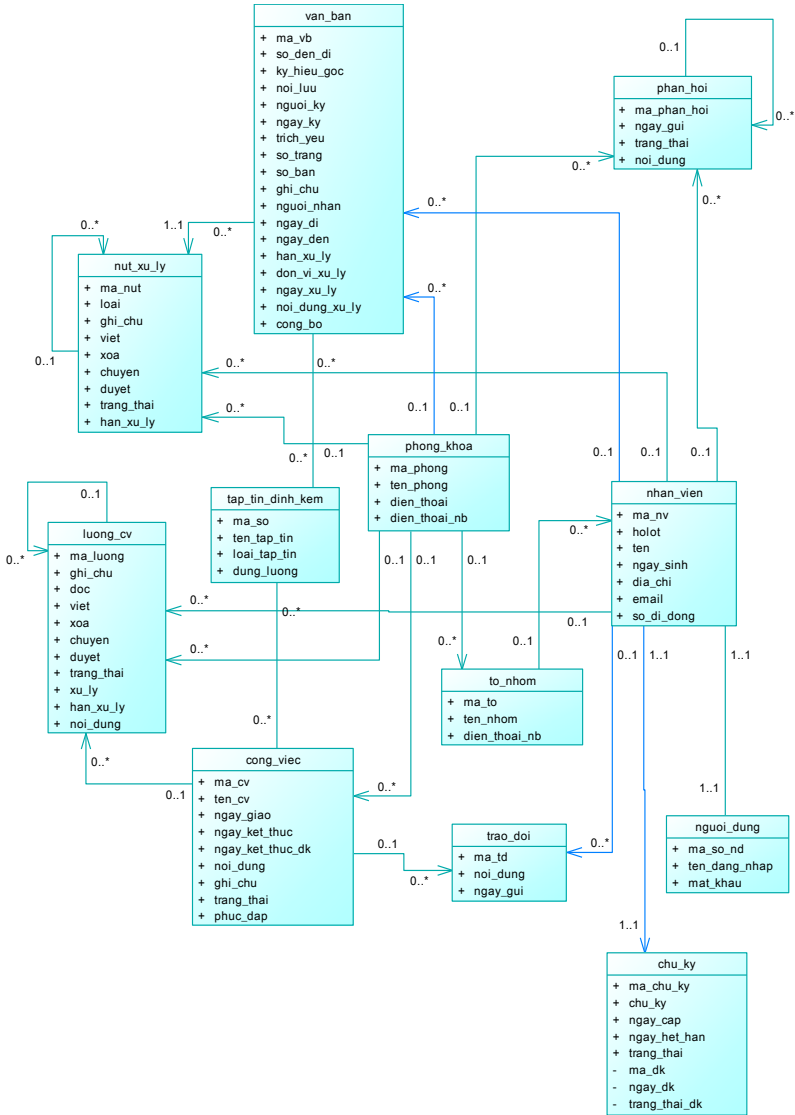 van_ban
+ ma_vb
+ so_den_di
+ ky_hieu_goc
+ noi_luu
+ nguoi_ky
+ ngay_ky
+ trich_yeu
+ so_trang
+ so_ban
+ ghi_chu
+ nguoi_nhan
+ ngay_di
+ ngay_den
+ han_xu_ly
+ don_vi_xu_ly
+ ngay_xu_ly
+ noi_dung_xu_ly
+ cong_bo
0..1
phan_hoi
+ ma_phan_hoi
+ ngay_gui
+ trang_thai
+ noi_dung
0..*
0..*
0..*
0..*
1..1
0..*
0..*
nut_xu_ly
+ ma_nut
+ loai
+ ghi_chu
+ viet
+ xoa
+ chuyen
+ duyet
+ trang_thai
+ han_xu_ly
0..1
0..*
0..*
0..*
0..*
0..1
0..1
0..1
0..1
0..1
0..1
0..*
phong_khoa
+ ma_phong
+ ten_phong
+ dien_thoai
+ dien_thoai_nb
tap_tin_dinh_kem
+ ma_so
+ ten_tap_tin
+ loai_tap_tin
+ dung_luong
nhan_vien
+ ma_nv
+ holot
+ ten
+ ngay_sinh
+ dia_chi
+ email
+ so_di_dong
0..1
0..*
luong_cv
+ ma_luong
+ ghi_chu
+ doc
+ viet
+ xoa
+ chuyen
+ duyet
+ trang_thai
+ xu_ly
+ han_xu_ly
+ noi_dung
0..*
0..1
0..1
0..1
0..*
0..*
0..1
0..*
0..*
0..1
0..1
1..1
1..1
to_nhom
+ ma_to
+ ten_nhom
+ dien_thoai_nb
0..*
0..*
0..1
0..*
cong_viec
+ ma_cv
+ ten_cv
+ ngay_giao
+ ngay_ket_thuc
+ ngay_ket_thuc_dk
+ noi_dung
+ ghi_chu
+ trang_thai
+ phuc_dap
0..1
0..*
trao_doi
+ ma_td
+ noi_dung
+ ngay_gui
0..*
1..1
nguoi_dung
+ ma_so_nd
+ ten_dang_nhap
+ mat_khau
1..1
chu_ky
+ ma_chu_ky
+ chu_ky
+ ngay_cap
+ ngay_het_han
+ trang_thai
- ma_dk
- ngay_dk
- trang_thai_dk